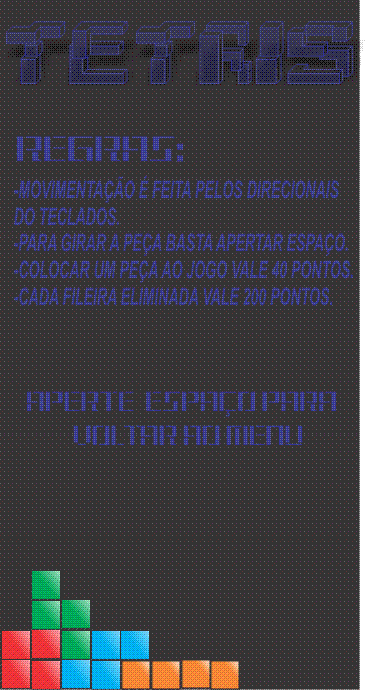 TETRIS
REGRAS:
-MOVIMENTAÇÃO É FEITA PELOS DIRECIONAIS
DO TECLADOS.
-PARA GIRAR A PEÇA BASTA APERTAR ESPAÇO.
-COLOCAR UM PEÇA AO JOGO VALE 40 PONTOS.
-CADA FILEIRA ELIMINADA VALE 200 PONTOS.
APERTE ESPAÇO PARA
VOLTAR AO MENU